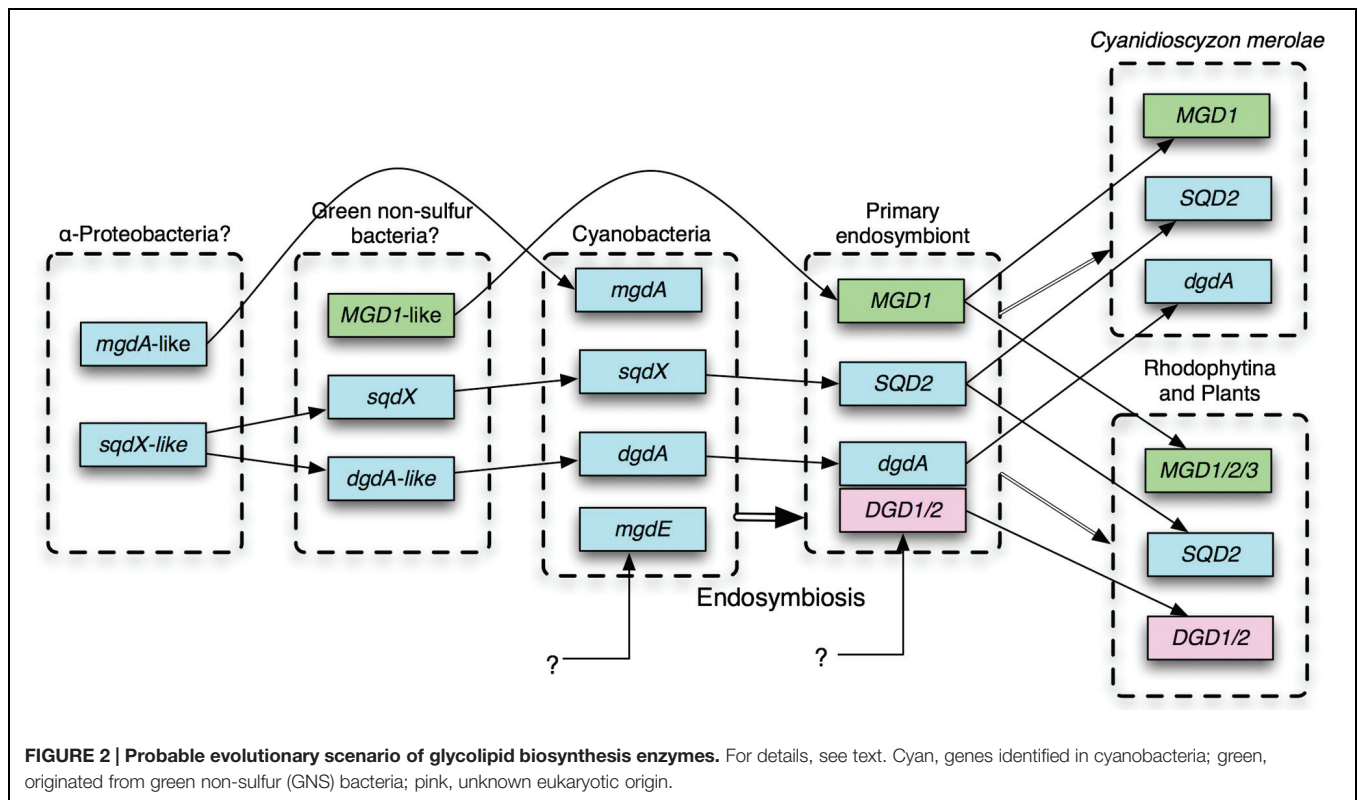 α-Proteobacteria?
mgdA-like
sqdX-like
Green non-sulfur
bacteria?
MGD1-like
sqdX
dgdA-like
Cyanobacteria
mgdA
sqdX
dgdA
mgdE
?
Endosymbiosis
Primary
endosymbiont
MGD1
SQD2
dgdA
DGD1/2
?
Cyanidioscyzon merolae
MGD1
SQD2
dgdA
Rhodophytina
and Plants
MGD1/2/3
SQD2
DGD1/2
FIGURE 2 | Probable evolutionary scenario of glycolipid biosynthesis enzymes. For details, see text. Cyan, genes identified in cyanobacteria; green,
originated from green non-sulfur (GNS) bacteria; pink, unknown eukaryotic origin.